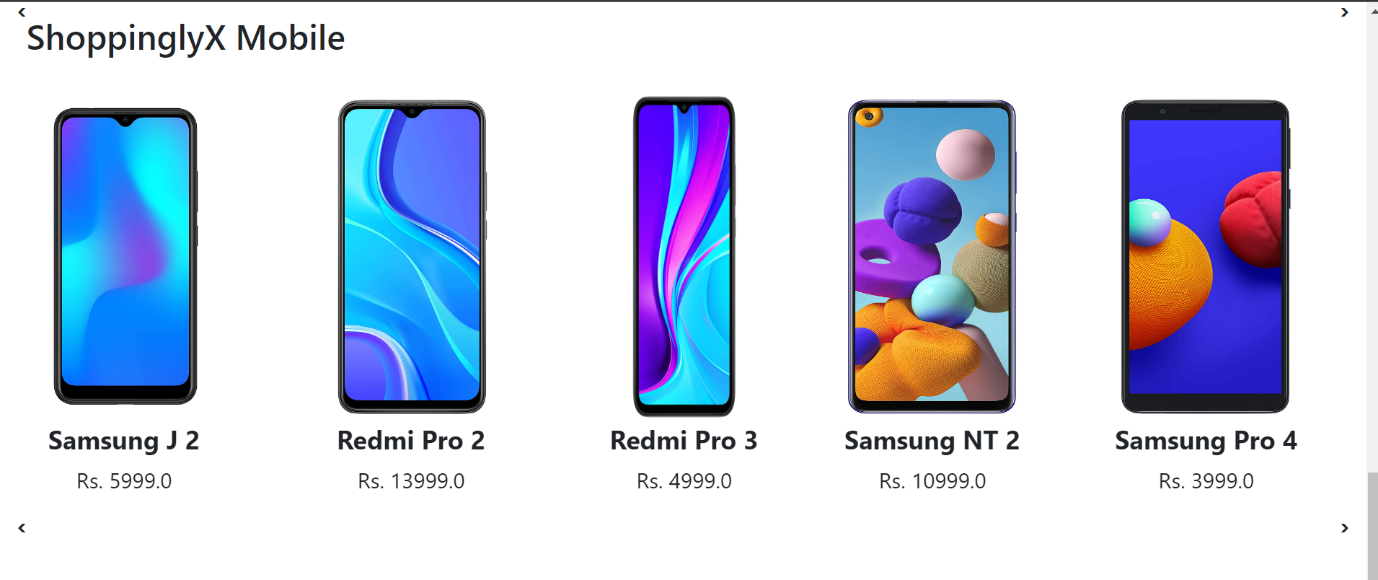 ShoppinglyX Mobile
Samsung J 2
Redmi Pro 2
Redmi Pro 3
Samsung NT 2
Samsung Pro 4
Rs. 5999.0
Rs. 13999.0
Rs. 4999.0
Rs. 10999.0
Rs. 3999.0